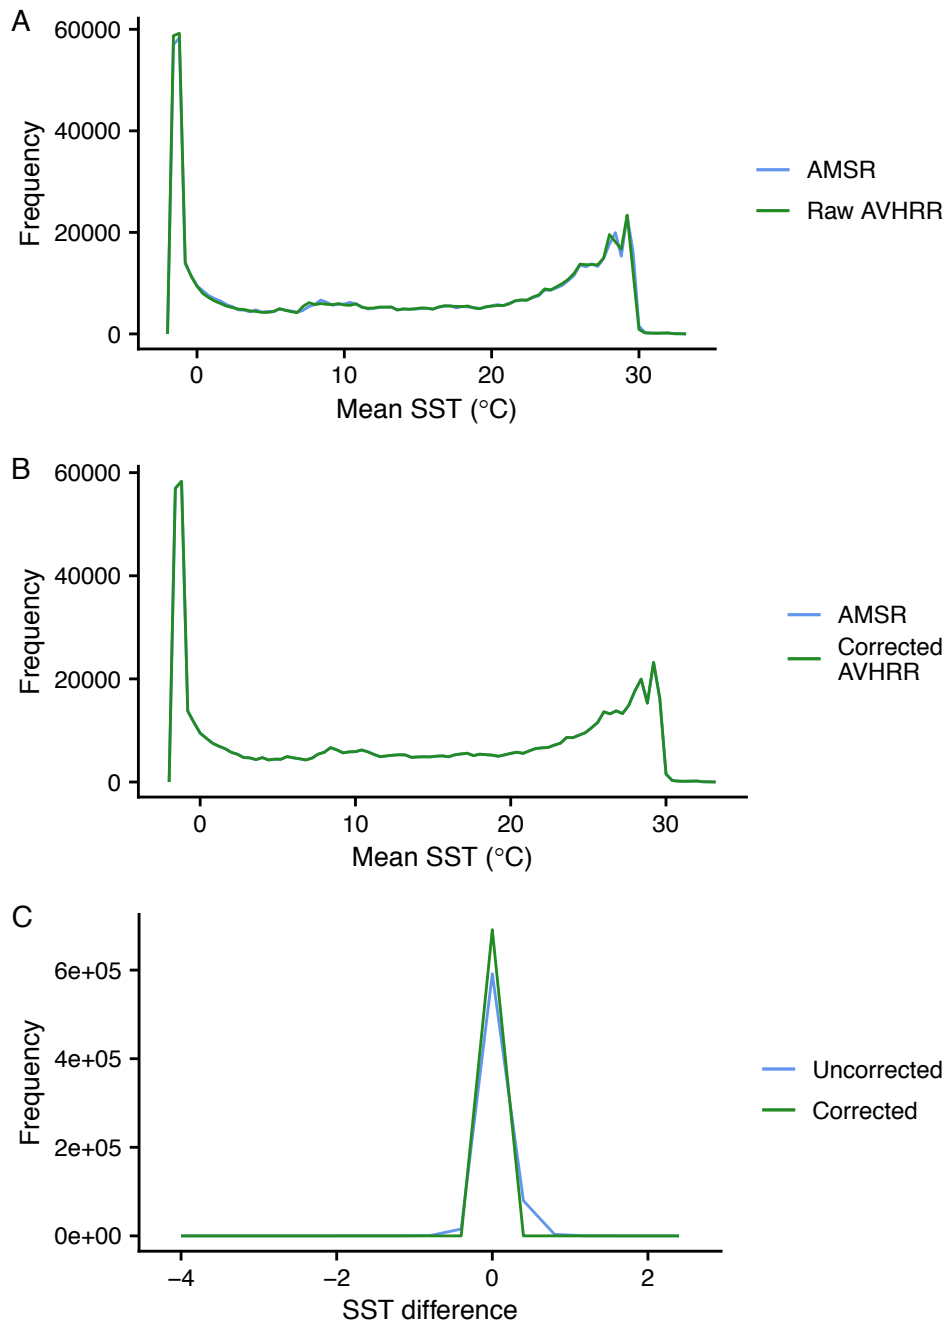 A
60000
40000
20000
0
Frequency
0 10 20 30
Mean SST (°C)
AMSR
Raw AVHRR
B
60000
40000
20000
0
Frequency
0 10 20 30
Mean SST (°C)
AMSR
Corrected
AVHRR
C
6e+05
4e+05
2e+05
0e+00
Frequency
−4 −2 0 2
SST difference
Uncorrected
Corrected